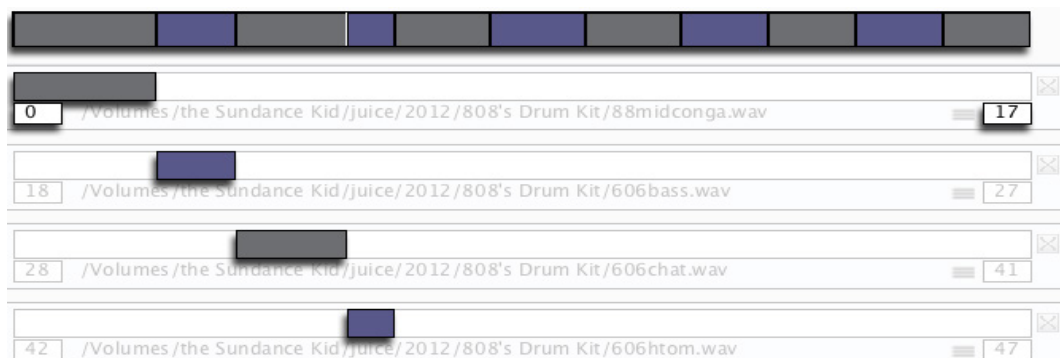 0 /Volumes/the Sundance Kid/juice/2012/808's Drum Kit/88midconga.wav 17
18 /Volumes/the Sundance Kid/juice/2012/808's Drum Kit/606bass.wav 27
28 /Volumes/the Sundance Kid/juice/2012/808's Drum Kit/606chat.wav 41
42 /Volumes/the Sundance Kid/juice/2012/808's Drum Kit/606htom.wav 47